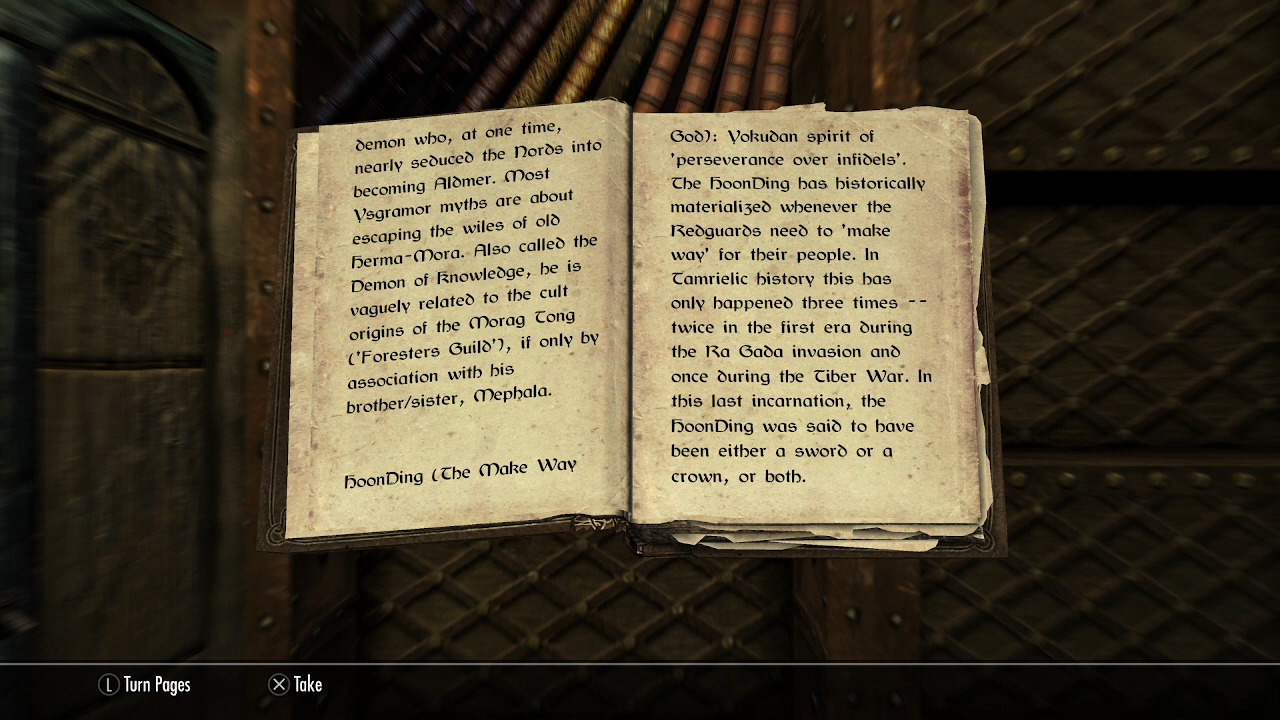 demon who, at one time,
nearly seduced the Nords into
becoming Aldmer. Most
Ysgramor myths are about
escaping the wiles of old
Herma-Mora. Also called the
Demon of Knowledge, he is
vaguely related to the cult
origins of the Morag Tong
('Foresters Guild'), if only by
association with his
brother/sister, Mephala.
HoonDing (The Make Way
God): Yokudan spirit of
'perseverance over infidels'.
The HoonDing has historically
materialized whenever the
Redguards need to 'make
way' for their people. In
Tamrielic history this has
only happened three times --
twice in the first era during
the Ra Gada invasion and
once during the Tiber War. In
this last incarnation, the
HoonDing was said to have
been either a sword or a
crown, or both.
L Turn Pages
X Take